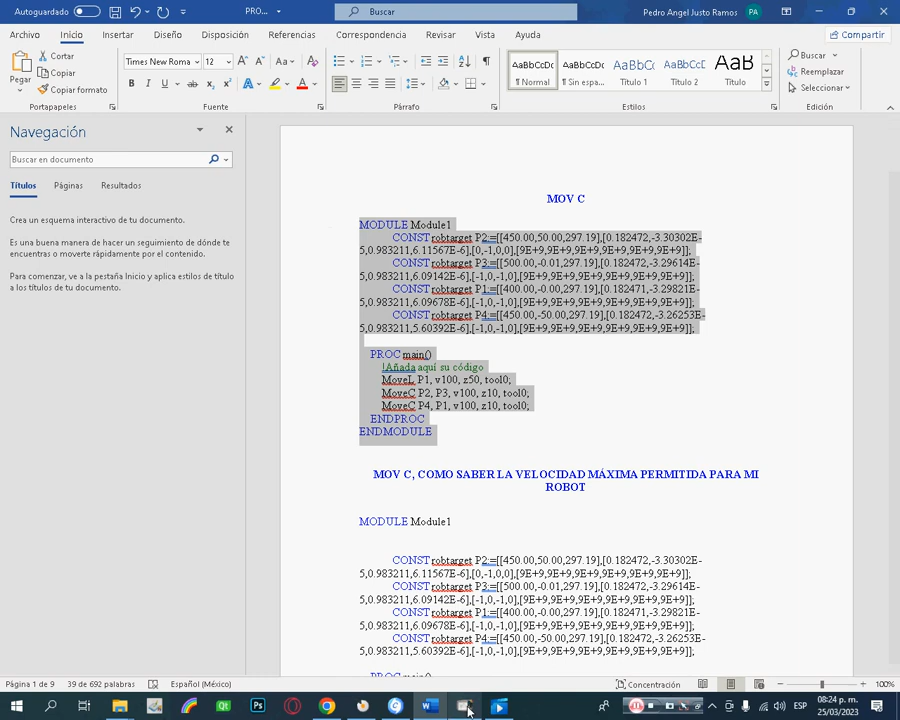 Autoguardado
PRO...
Buscar
Pedro Angel Justo Ramos
PA
Archivo Inicio Insertar Diseño Disposición Referencias Correspondencia Revisar Vista Ayuda Compartir
Pegar
Cortar
Copiar
Copiar formato
Portapapeles
Times New Roma 12
Fuente
Párrafo
AaBbCcDc AaBbCcDc AaBbCc AaBbCcD AaB
¶ Normal ¶ Sin espa... Título 1 Título 2 Título
Estilos
Buscar
Reemplazar
Seleccionar
Edición
Navegación
Buscar en documento
Títulos Páginas Resultados
Crea un esquema interactivo de tu documento.
Es una buena manera de hacer un seguimiento de dónde te
encuentras o moverte rápidamente por el contenido.
Para comenzar, ve a la pestaña Inicio y aplica estilos de título
a los títulos de tu documento.
MOV C
MODULE Module1
CONST robtarget P2:=[[450.00,50.00,297.19],[0.182472,-3.30302E-
5,0.983211,6.11567E-6],[0,-1,0,0],[9E+9,9E+9,9E+9,9E+9,9E+9,9E+9]];
CONST robtarget P3:=[[500.00,-0.01,297.19],[0.182472,-3.29614E-
5,0.983211,6.09142E-6],[-1,0,-1,0],[9E+9,9E+9,9E+9,9E+9,9E+9,9E+9]];
CONST robtarget P1:=[[400.00,-0.00,297.19],[0.182471,-3.29821E-
5,0.983211,6.09678E-6],[-1,0,-1,0],[9E+9,9E+9,9E+9,9E+9,9E+9,9E+9]];
CONST robtarget P4:=[[450.00,-50.00,297.19],[0.182472,-3.26253E-
5,0.983211,5.60392E-6],[-1,0,-1,0],[9E+9,9E+9,9E+9,9E+9,9E+9,9E+9]];
PROC main()
!Añada aquí su código
MoveL P1, v100, z50, tool0;
MoveC P2, P3, v100, z10, tool0;
MoveC P4, P1, v100, z10, tool0;
ENDPROC
ENDMODULE
MOV C, COMO SABER LA VELOCIDAD MÁXIMA PERMITIDA PARA MI
ROBOT
MODULE Module1
CONST robtarget P2:=[[450.00,50.00,297.19],[0.182472,-3.30302E-
5,0.983211,6.11567E-6],[0,-1,0,0],[9E+9,9E+9,9E+9,9E+9,9E+9,9E+9]];
CONST robtarget P3:=[[500.00,-0.01,297.19],[0.182472,-3.29614E-
5,0.983211,6.09142E-6],[-1,0,-1,0],[9E+9,9E+9,9E+9,9E+9,9E+9,9E+9]];
CONST robtarget P1:=[[400.00,-0.00,297.19],[0.182471,-3.29821E-
5,0.983211,6.09678E-6],[-1,0,-1,0],[9E+9,9E+9,9E+9,9E+9,9E+9,9E+9]];
CONST robtarget P4:=[[450.00,-50.00,297.19],[0.182472,-3.26253E-
5,0.983211,5.60392E-6],[-1,0,-1,0],[9E+9,9E+9,9E+9,9E+9,9E+9,9E+9]];
PROC main()
Página 1 de 9 39 de 692 palabras Español (México) Concentración 100%
ESP
08:24 p. m.
25/03/2023